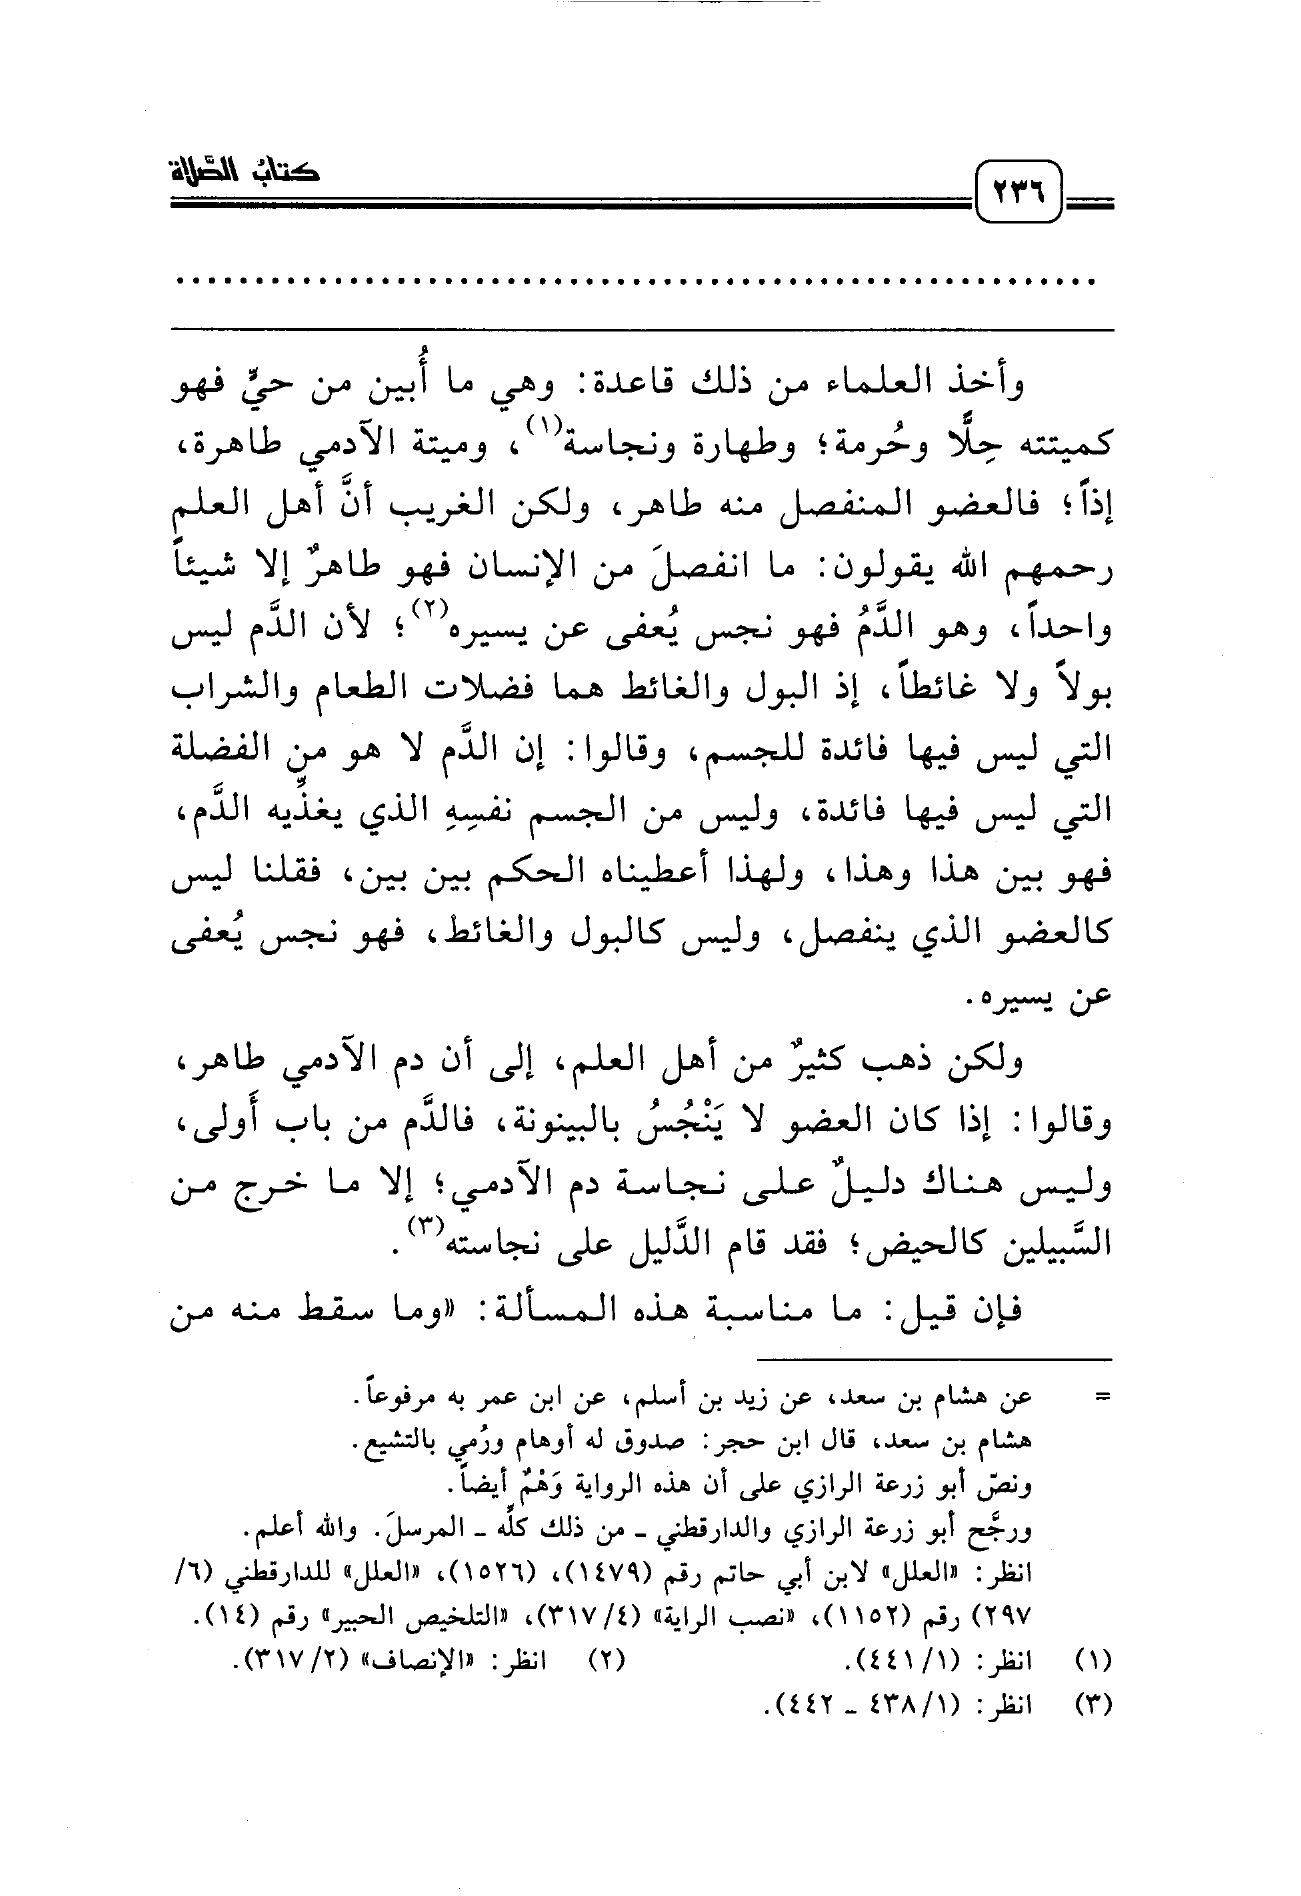 كتاب الصَّلاة
٢٣٦
وأخذ العلماء من ذلك قاعدة: وهي ما أُبين من حيٍّ فهو
كميتته حِلًّا وحُرمة؛ وطهارة ونجاسة(١)، وميتة الآدمي طاهرة،
إذاً؛ فالعضو المنفصل منه طاهر، ولكن الغريب أنَّ أهل العلم
رحمهم الله يقولون: ما انفصلَ من الإنسان فهو طاهرٌ إلا شيئاً
واحداً، وهو الدَّمُ فهو نجس يُعفى عن يسيره(٢)؛ لأن الدَّم ليس
بولاً ولا غائطاً، إذ البول والغائط هما فضلات الطعام والشراب
التي ليس فيها فائدة للجسم، وقالوا: إن الدَّم لا هو من الفضلة
التي ليس فيها فائدة، وليس من الجسم نفسِهِ الذي يغذِّيه الدَّم،
فهو بين هذا وهذا، ولهذا أعطيناه الحكم بين بين، فقلنا ليس
كالعضو الذي ينفصل، وليس كالبول والغائط، فهو نجس يُعفى
عن يسيره.
ولكن ذهب كثيرٌ من أهل العلم، إلى أن دم الآدمي طاهر،
وقالوا: إذا كان العضو لا يَنْجُسُ بالبينونة، فالدَّم من باب أَولى،
وليس هناك دليلٌ على نجاسة دم الآدمي؛ إلا ما خرج من
السَّبيلين كالحيض؛ فقد قام الدَّليل على نجاسته(٣).
فإن قيل: ما مناسبة هذه المسألة: «وما سقط منه من
= عن هشام بن سعد، عن زيد بن أسلم، عن ابن عمر به مرفوعاً.
هشام بن سعد، قال ابن حجر: صدوق له أوهام ورُمي بالتشيع.
ونصّ أبو زرعة الرازي على أن هذه الرواية وَهْمٌ أيضاً.
ورجَّح أبو زرعة الرازي والدارقطني - من ذلك كلّه - المرسلَ. والله أعلم.
انظر: «العلل» لابن أبي حاتم رقم (١٤٧٩)، (١٥٢٦)، «العلل» للدارقطني (٦/
٢٩٧) رقم (١١٥٢)، «نصب الراية» (٣١٧/٤)، «التلخيص الحبير» رقم (١٤).
(١) انظر: (٤٤١/١). (٢) انظر: «الإنصاف» (٣١٧/٢).
(٣) انظر: (٤٣٨/١ - ٤٤٢).